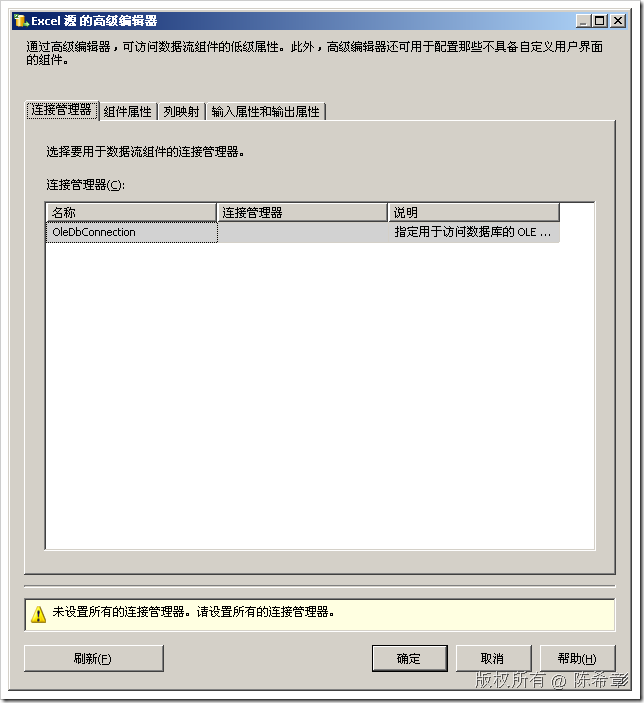 Excel 源 的高级编辑器
通过高级编辑器，可访问数据流组件的低级属性。此外，高级编辑器还可用于配置那些不具备自定义用户界面
的组件。
连接管理器 组件属性 列映射 输入属性和输出属性
选择要用于数据流组件的连接管理器。
连接管理器(C):
名称 连接管理器 说明
OleDbConnection 指定用于访问数据库的 OLE ...
未设置所有的连接管理器。请设置所有的连接管理器。
刷新(F) 确定 取消 帮助(H)
版权所有 @ 陈希章